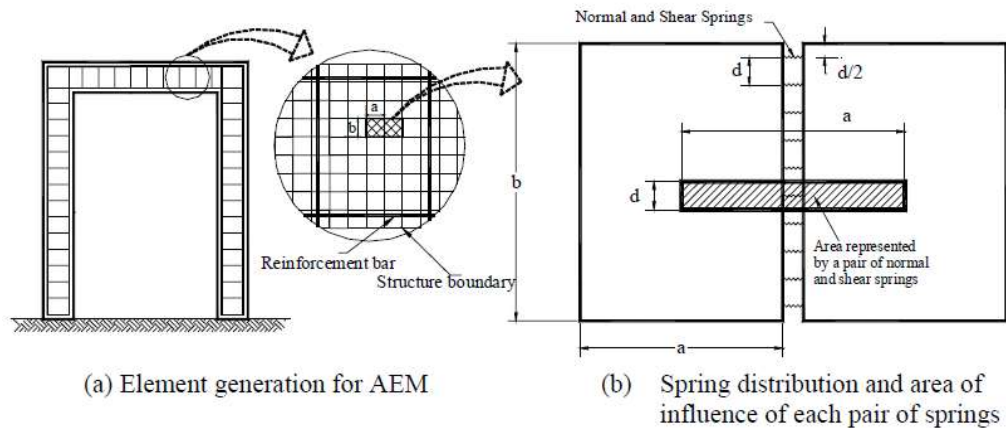 a
b
Reinforcement bar
Structure boundary
(a) Element generation for AEM
Normal and Shear Springs
d
d/2
a
b
d
Area represented
by a pair of normal
and shear springs
a
(b) Spring distribution and area of
influence of each pair of springs